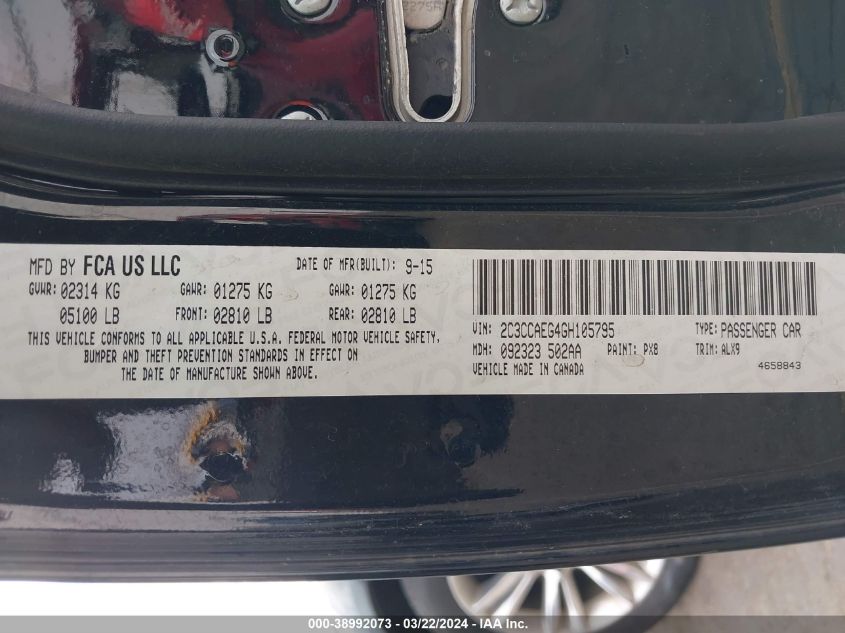 MFD BY FCA US LLC DATE OF MFR(BUILT): 9-15
GVWR: 02314 KG GAWR: 01275 KG GAWR: 01275 KG
05100 LB FRONT: 02810 LB REAR: 02810 LB
THIS VEHICLE CONFORMS TO ALL APPLICABLE U.S.A. FEDERAL MOTOR VEHICLE SAFETY,
BUMPER AND THEFT PREVENTION STANDARDS IN EFFECT ON
THE DATE OF MANUFACTURE SHOWN ABOVE.
VIN: 2C3CCAEG4GH105795 TYPE: PASSENGER CAR
MDH: 092323 502AA PAINT: PX8 TRIM: ALX9
VEHICLE MADE IN CANADA 4658843
000-38992073 - 03/22/2024 - IAA Inc.